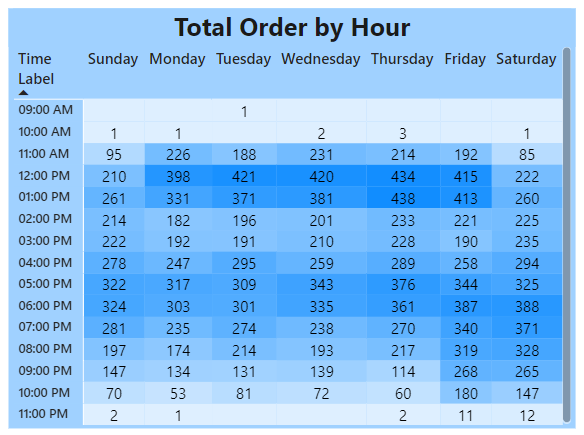 Total Order by Hour
Time Label Sunday Monday Tuesday Wednesday Thursday Friday Saturday
09:00 AM 1
10:00 AM 1 1 2 3 1
11:00 AM 95 226 188 231 214 192 85
12:00 PM 210 398 421 420 434 415 222
01:00 PM 261 331 371 381 438 413 260
02:00 PM 214 182 196 201 233 221 225
03:00 PM 222 192 191 210 228 190 235
04:00 PM 278 247 295 259 289 258 294
05:00 PM 322 317 309 343 376 344 325
06:00 PM 324 303 301 335 361 387 388
07:00 PM 281 235 274 238 270 340 371
08:00 PM 197 174 214 193 217 319 328
09:00 PM 147 134 131 139 114 268 265
10:00 PM 70 53 81 72 60 180 147
11:00 PM 2 1 2 11 12